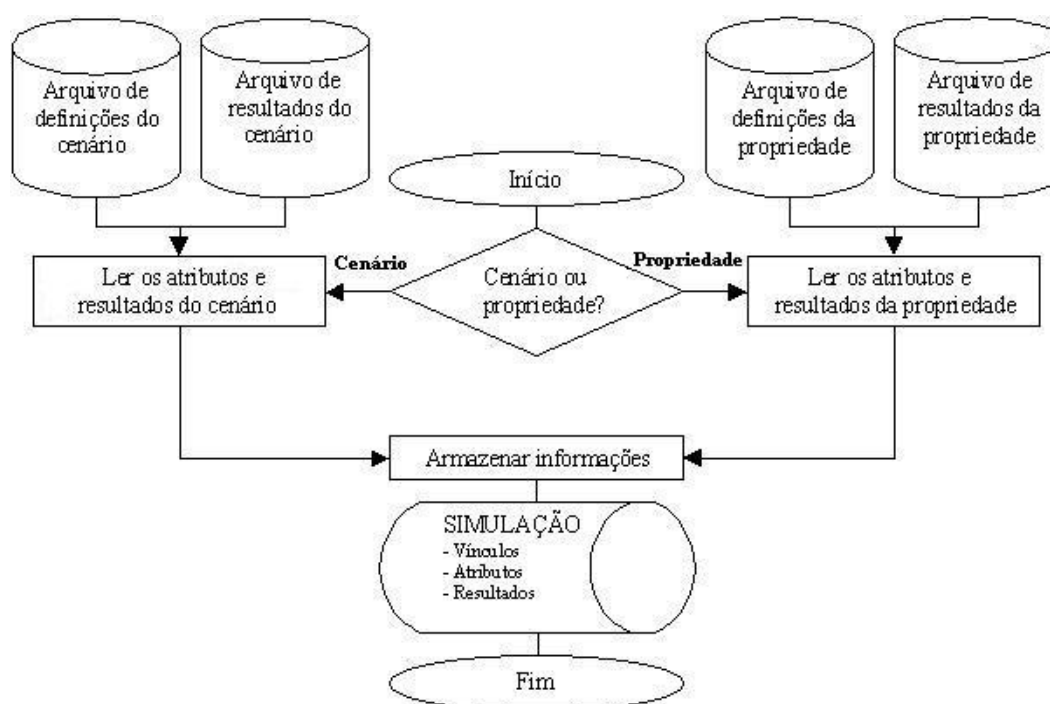 Arquivo de
definições do
cenário
Arquivo de
resultados do
cenário
Arquivo de
definições da
propriedade
Arquivo de
resultados da
propriedade
Início
Cenário
Cenário ou
propriedade?
Propriedade
Ler os atributos e
resultados do cenário
Ler os atributos e
resultados da propriedade
Armazenar informações
SIMULAÇÃO
- Vínculos
- Atributos
- Resultados
Fim